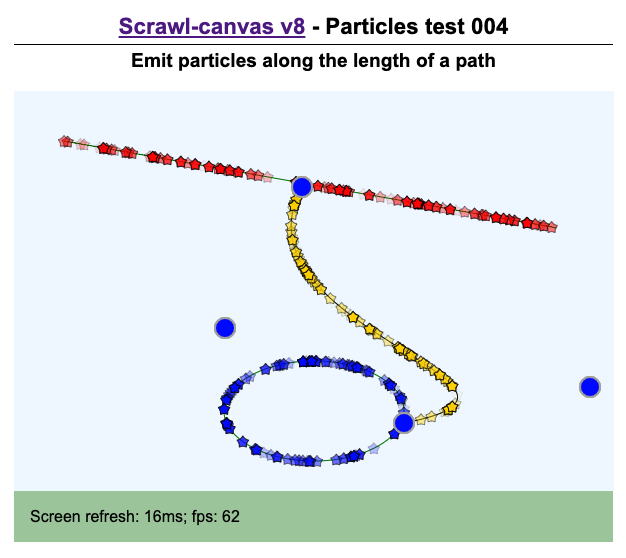 Scrawl-canvas v8 - Particles test 004
Emit particles along the length of a path
Screen refresh: 16ms; fps: 62